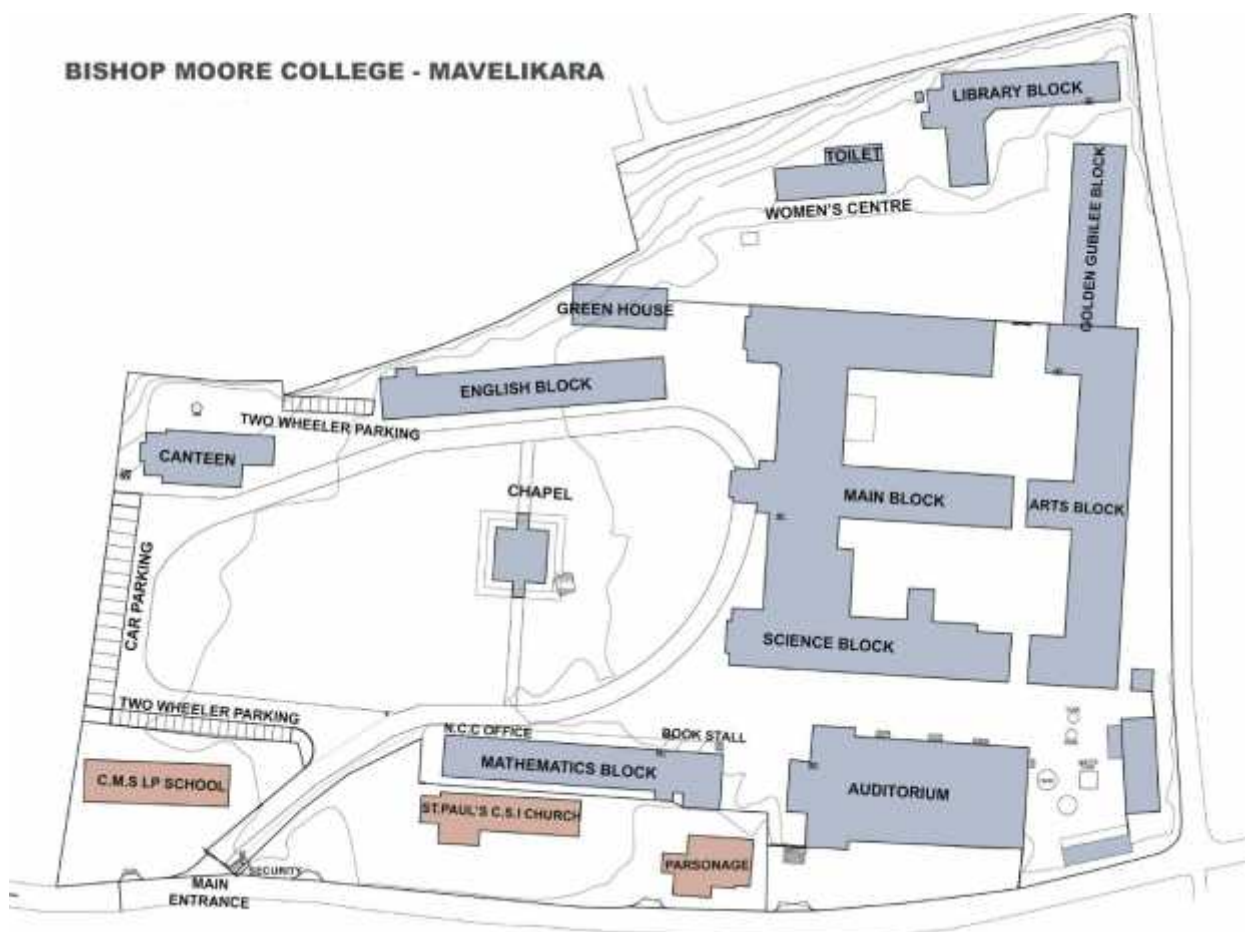 BISHOP MOORE COLLEGE - MAVELIKARA
LIBRARY BLOCK
TOILET
WOMEN'S CENTRE
GOLDEN GUBILEE BLOCK
GREEN HOUSE
ENGLISH BLOCK
TWO WHEELER PARKING
CANTEEN
CHAPEL
MAIN BLOCK
ARTS BLOCK
CAR PARKING
SCIENCE BLOCK
TWO WHEELER PARKING
N.C.C OFFICE
BOOK STALL
MATHEMATICS BLOCK
C.M.S LP SCHOOL
AUDITORIUM
ST.PAUL'S C.S.I CHURCH
PARSONAGE
SECURITY
MAIN
ENTRANCE